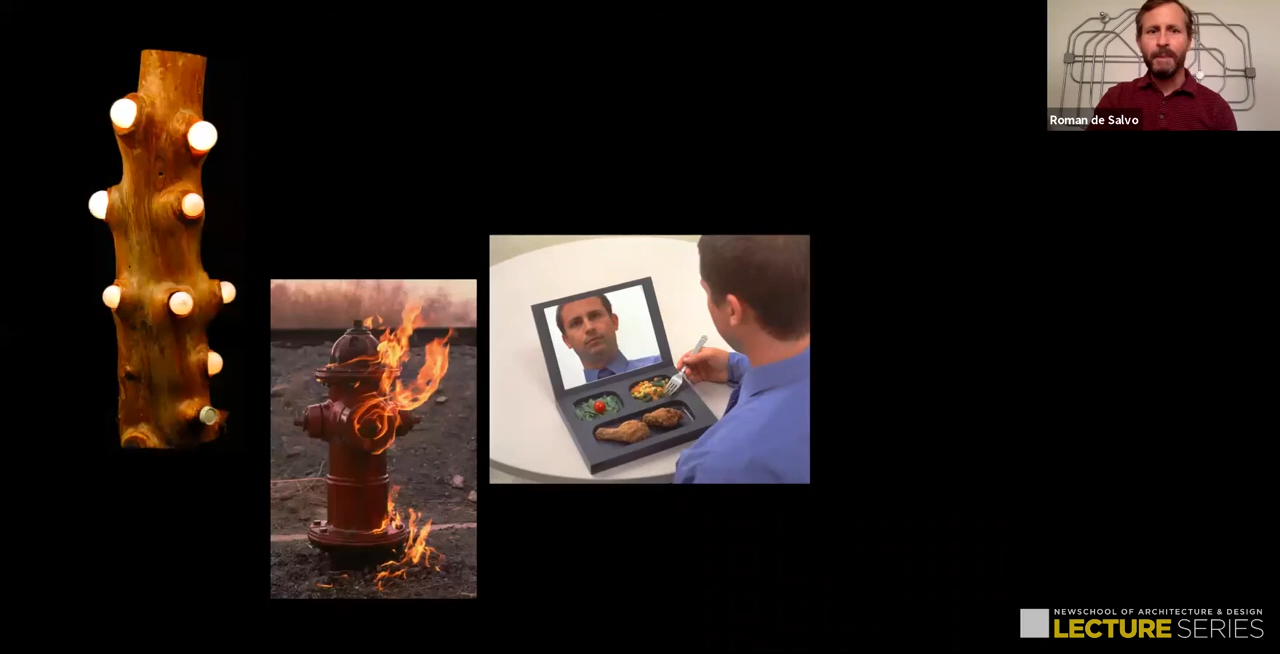 Roman de Salvo
NEWSCHOOL OF ARCHITECTURE & DESIGN
LECTURE SERIES